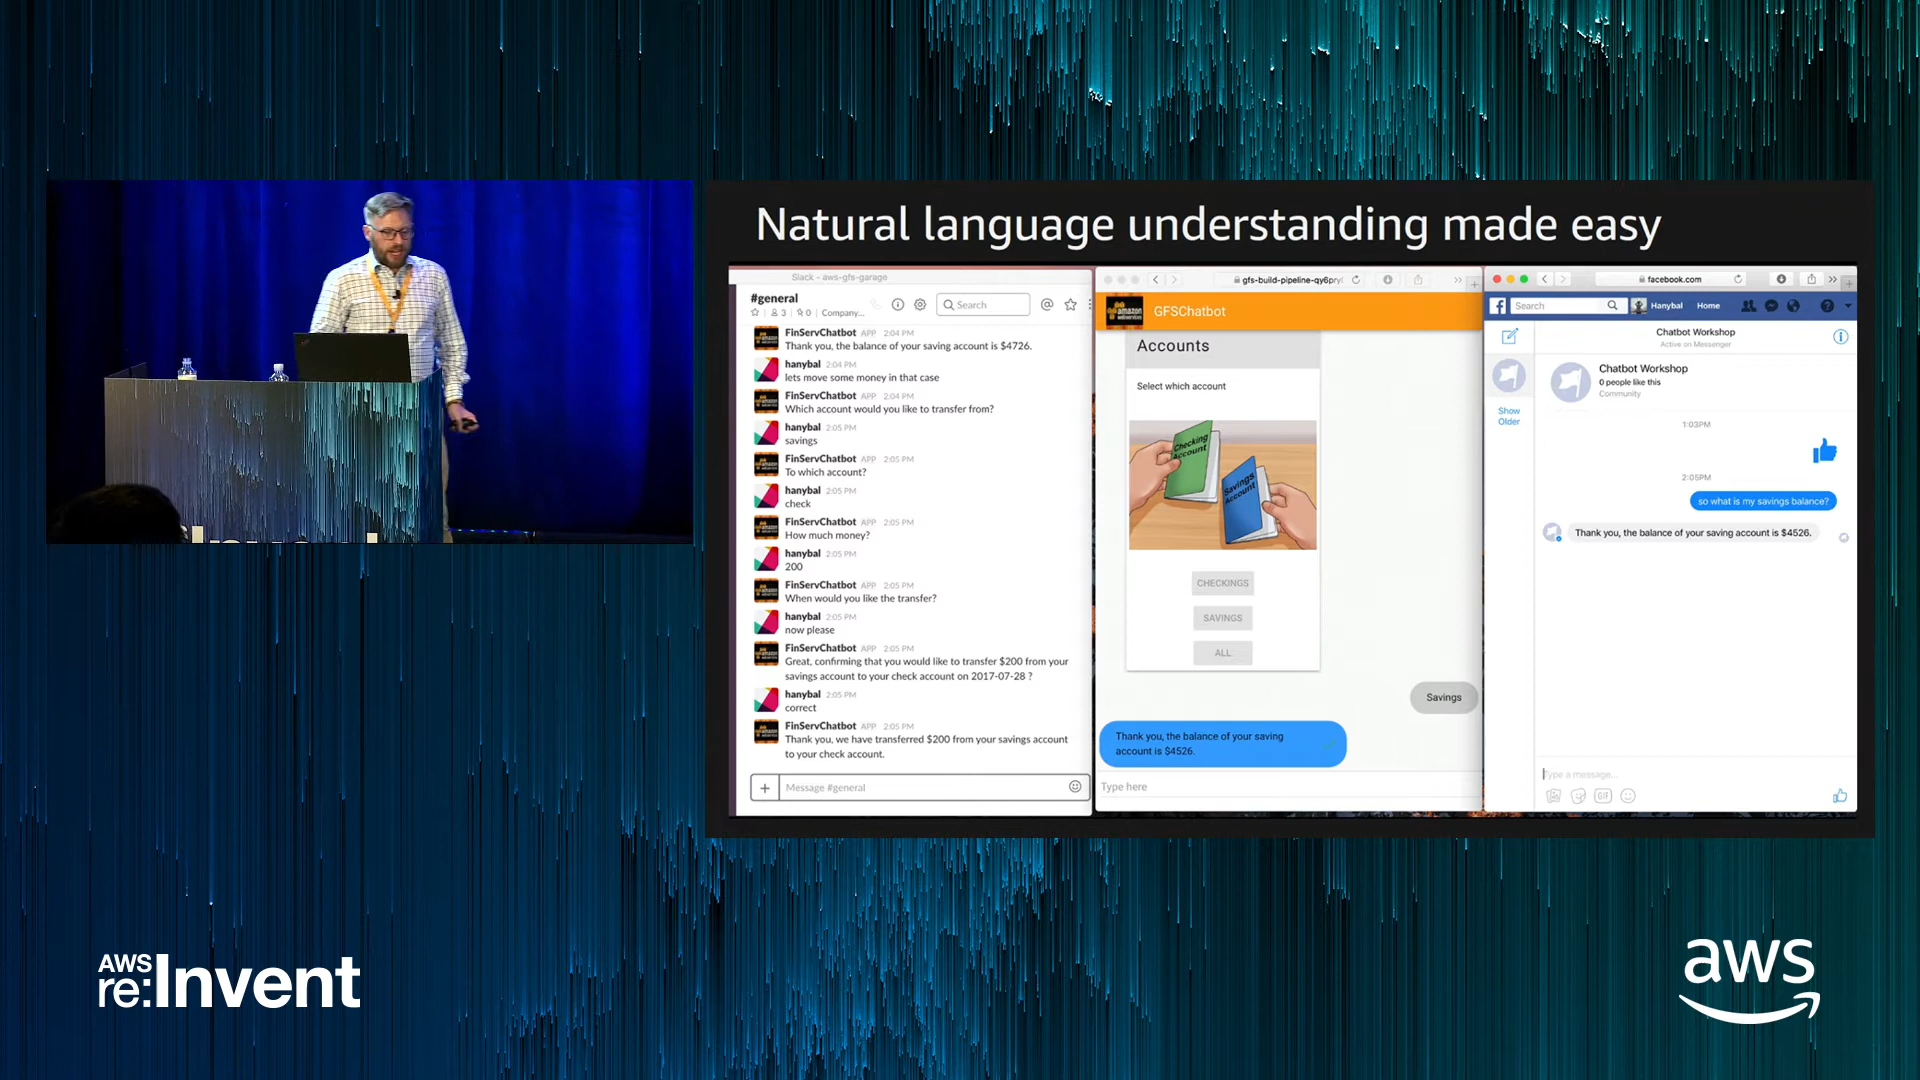 Natural language understanding made easy
Slack - aws-gfs-garage
#general
3
0
Company...
Search
FinServChatbot APP 2:04 PM
Thank you, the balance of your saving account is $4726.
hanybal 2:04 PM
lets move some money in that case
FinServChatbot APP 2:04 PM
Which account would you like to transfer from?
hanybal 2:05 PM
savings
FinServChatbot APP 2:05 PM
To which account?
hanybal 2:05 PM
check
FinServChatbot APP 2:05 PM
How much money?
hanybal 2:05 PM
200
FinServChatbot APP 2:05 PM
When would you like the transfer?
hanybal 2:05 PM
now please
FinServChatbot APP 2:05 PM
Great, confirming that you would like to transfer $200 from your
savings account to your check account on 2017-07-28 ?
hanybal 2:05 PM
correct
FinServChatbot APP 2:05 PM
Thank you, we have transferred $200 from your savings account
to your check account.
Message #general
amazon
GFSChatbot
Accounts
Select which account
Checking
Account
Savings
Account
CHECKINGS
SAVINGS
ALL
Savings
Thank you, the balance of your saving
account is $4526.
Type here
facebook.com
Search
Hanybal
Home
Chatbot Workshop
Active on Messenger
Show
Older
Chatbot Workshop
0 people like this
Community
1:03PM
2:05PM
so what is my savings balance?
Thank you, the balance of your saving account is $4526.
Type a message...
GIF
AWS
re:Invent
aws